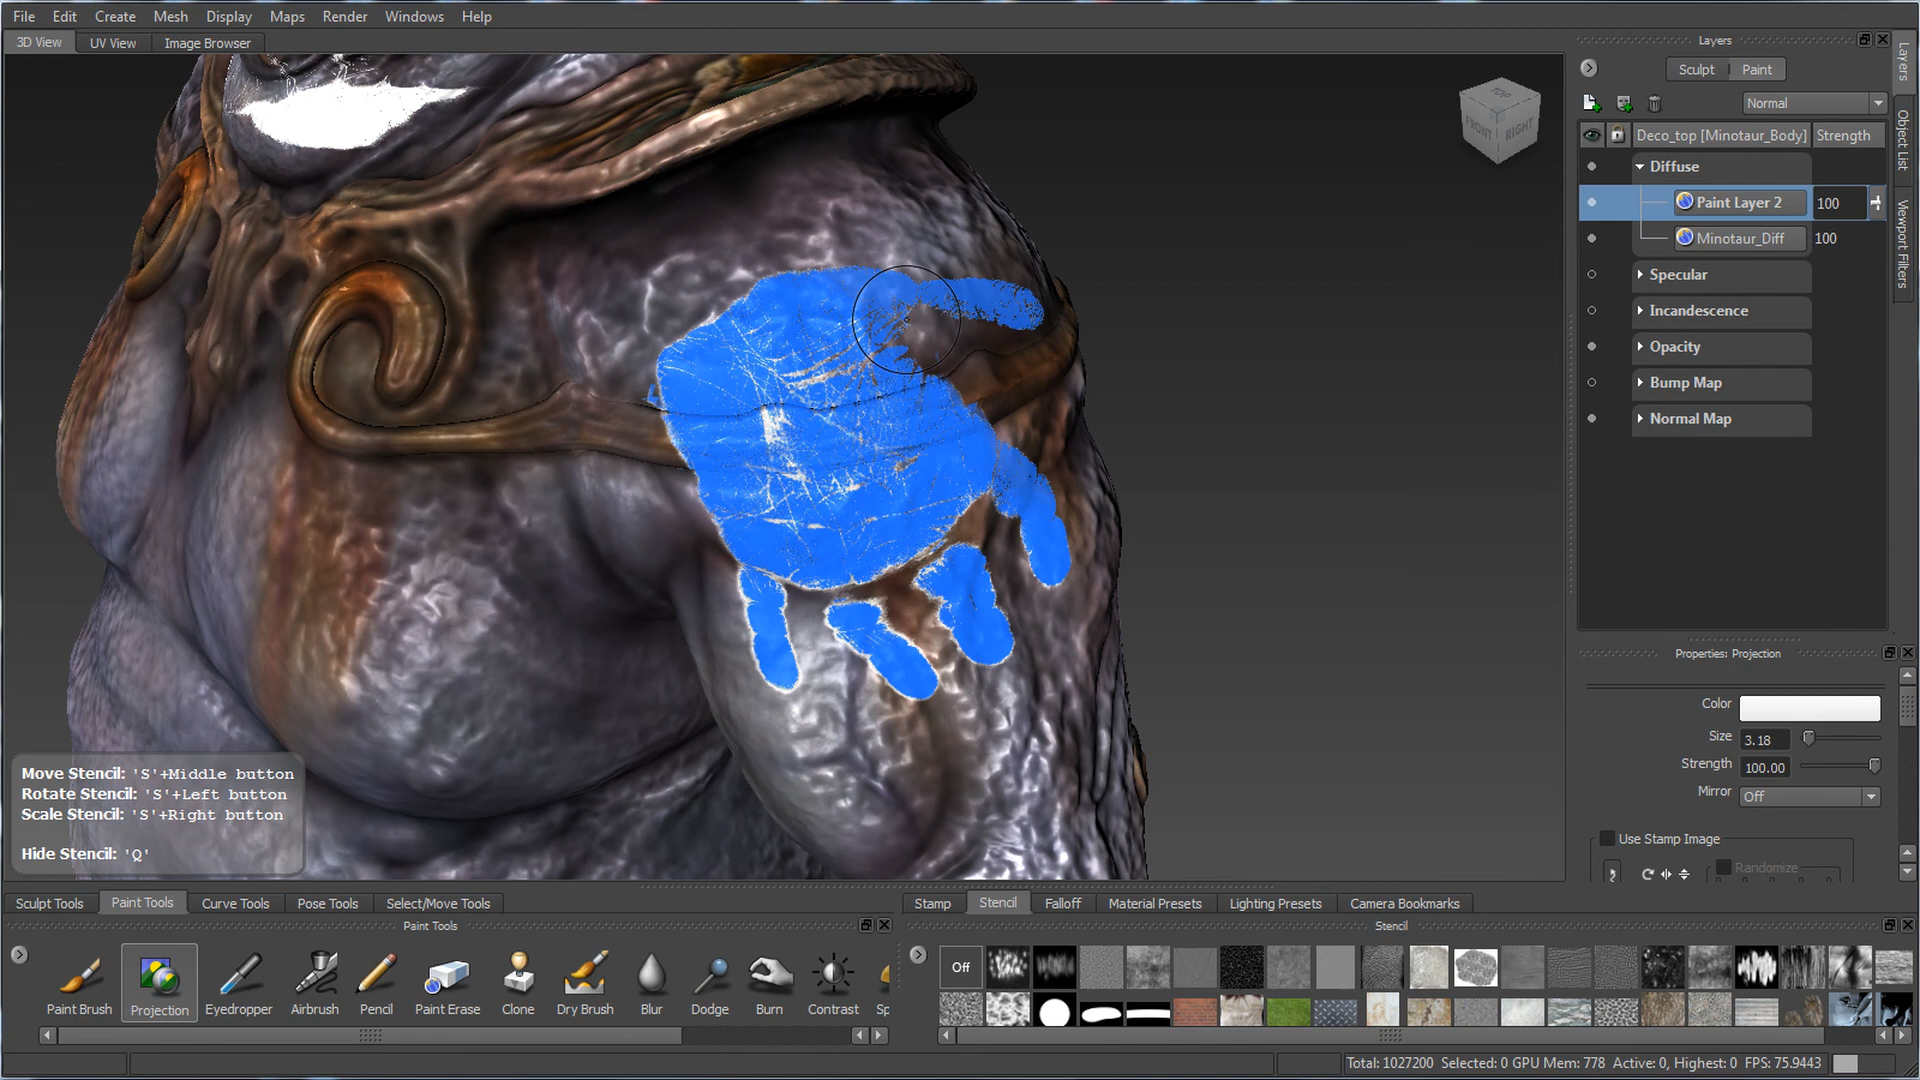 File Edit Create Mesh Display Maps Render Windows Help
3D View UV View Image Browser
TOP
FRONT RIGHT
Layers
Sculpt Paint
Normal
Deco_top [Minotaur_Body] Strength
Diffuse
Paint Layer 2 100
Minotaur_Diff 100
Specular
Incandescence
Opacity
Bump Map
Normal Map
Layers
Object List
Viewport Filters
Properties: Projection
Color
Size 3.18
Strength 100.00
Mirror Off
Use Stamp Image
Randomize
Move Stencil: 'S'+Middle button
Rotate Stencil: 'S'+Left button
Scale Stencil: 'S'+Right button
Hide Stencil: 'Q'
Sculpt Tools Paint Tools Curve Tools Pose Tools Select/Move Tools
Paint Tools
Paint Brush Projection Eyedropper Airbrush Pencil Paint Erase Clone Dry Brush Blur Dodge Burn Contrast Sp
Stamp Stencil Falloff Material Presets Lighting Presets Camera Bookmarks
Stencil
Off
Total: 1027200 Selected: 0 GPU Mem: 778 Active: 0, Highest: 0 FPS: 75.9443